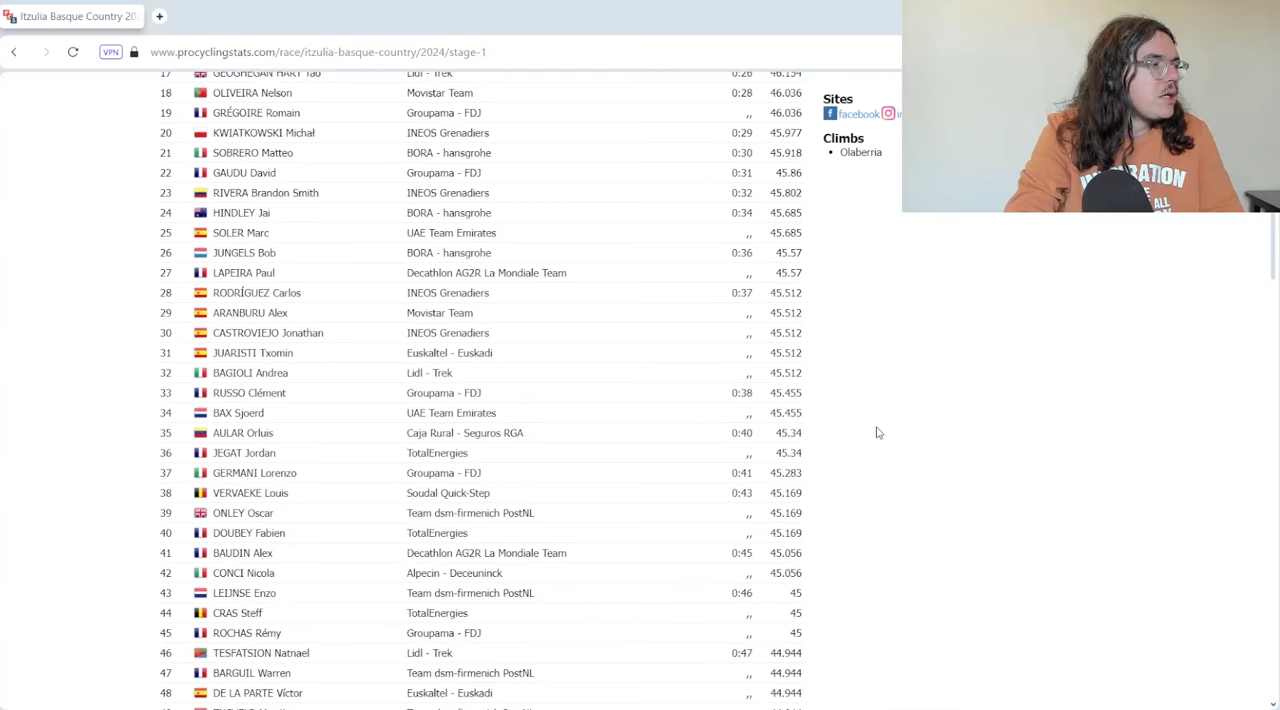 Itzulia Basque Country 20
VPN www.procyclingstats.com/race/itzulia-basque-country/2024/stage-1
17 GEOGHEGAN HART Tao Lidl - Trek 0:26 46.154
18 OLIVEIRA Nelson Movistar Team 0:28 46.036
19 GRÉGOIRE Romain Groupama - FDJ ,, 46.036
20 KWIATKOWSKI Michał INEOS Grenadiers 0:29 45.977
21 SOBRERO Matteo BORA - hansgrohe 0:30 45.918
22 GAUDU David Groupama - FDJ 0:31 45.86
23 RIVERA Brandon Smith INEOS Grenadiers 0:32 45.802
24 HINDLEY Jai BORA - hansgrohe 0:34 45.685
25 SOLER Marc UAE Team Emirates ,, 45.685
26 JUNGELS Bob BORA - hansgrohe 0:36 45.57
27 LAPEIRA Paul Decathlon AG2R La Mondiale Team ,, 45.57
28 RODRÍGUEZ Carlos INEOS Grenadiers 0:37 45.512
29 ARANBURU Alex Movistar Team ,, 45.512
30 CASTROVIEJO Jonathan INEOS Grenadiers ,, 45.512
31 JUARISTI Txomin Euskaltel - Euskadi ,, 45.512
32 BAGIOLI Andrea Lidl - Trek ,, 45.512
33 RUSSO Clément Groupama - FDJ 0:38 45.455
34 BAX Sjoerd UAE Team Emirates ,, 45.455
35 AULAR Orluis Caja Rural - Seguros RGA 0:40 45.34
36 JEGAT Jordan TotalEnergies ,, 45.34
37 GERMANI Lorenzo Groupama - FDJ 0:41 45.283
38 VERVAEKE Louis Soudal Quick-Step 0:43 45.169
39 ONLEY Oscar Team dsm-firmenich PostNL ,, 45.169
40 DOUBEY Fabien TotalEnergies ,, 45.169
41 BAUDIN Alex Decathlon AG2R La Mondiale Team 0:45 45.056
42 CONCI Nicola Alpecin - Deceuninck ,, 45.056
43 LEIJNSE Enzo Team dsm-firmenich PostNL 0:46 45
44 CRAS Steff TotalEnergies ,, 45
45 ROCHAS Rémy Groupama - FDJ ,, 45
46 TESFATSION Natnael Lidl - Trek 0:47 44.944
47 BARGUIL Warren Team dsm-firmenich PostNL ,, 44.944
48 DE LA PARTE Víctor Euskaltel - Euskadi ,, 44.944
Sites
facebook in
Climbs
• Olaberria
ALL